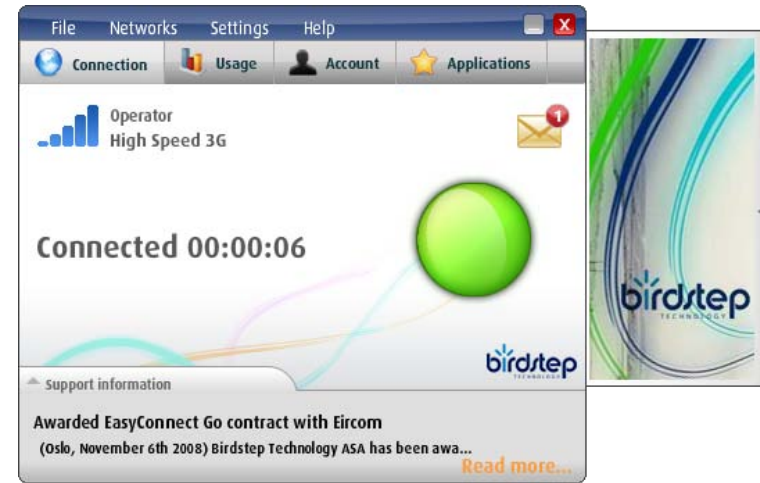 File Networks Settings Help
X
Connection Usage Account Applications
Operator
High Speed 3G
1
Connected 00:00:06
birdstep
TECHNOLOGY
Support information
Awarded EasyConnect Go contract with Eircom
(Oslo, November 6th 2008) Birdstep Technology ASA has been awa...
Read more...
birdstep
TECHNOLOGY